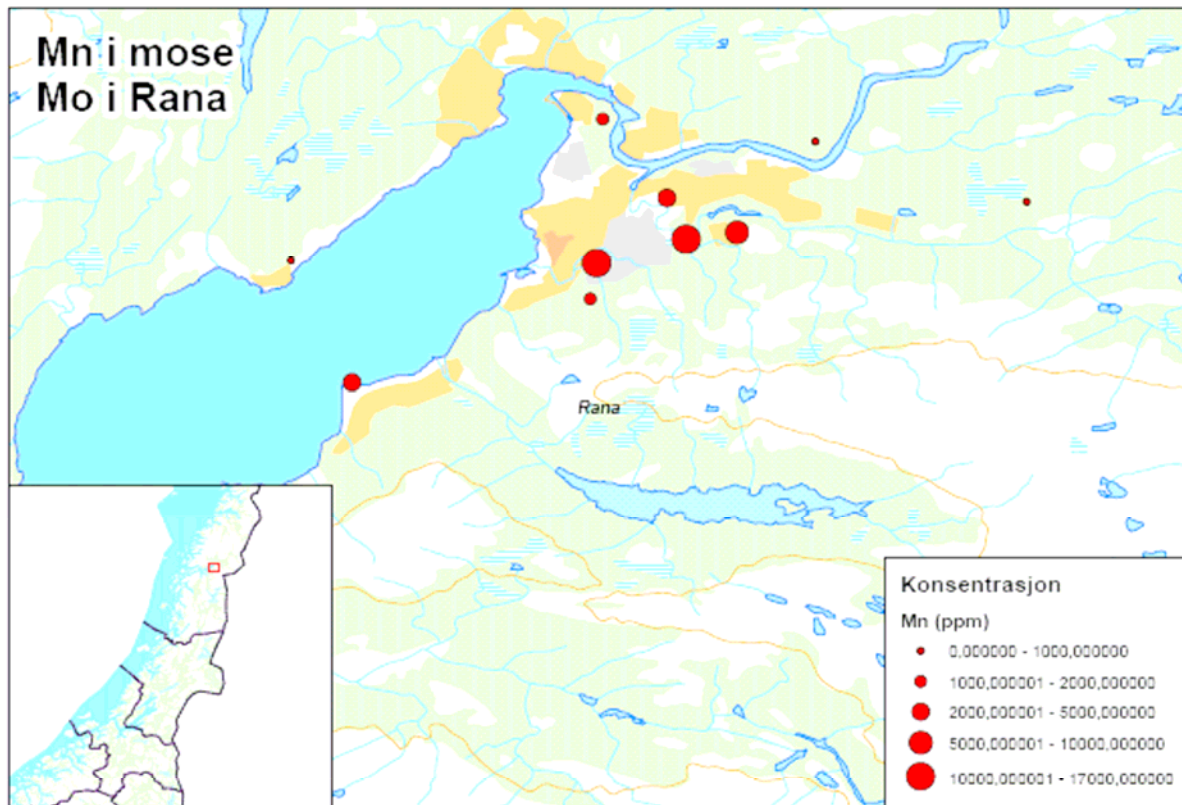 Mn i mose
Mo i Rana
Rana
Konsentrasjon
Mn (ppm)
0,000000 - 1000,000000
1000,000001 - 2000,000000
2000,000001 - 5000,000000
5000,000001 - 10000,000000
10000,000001 - 17000,000000